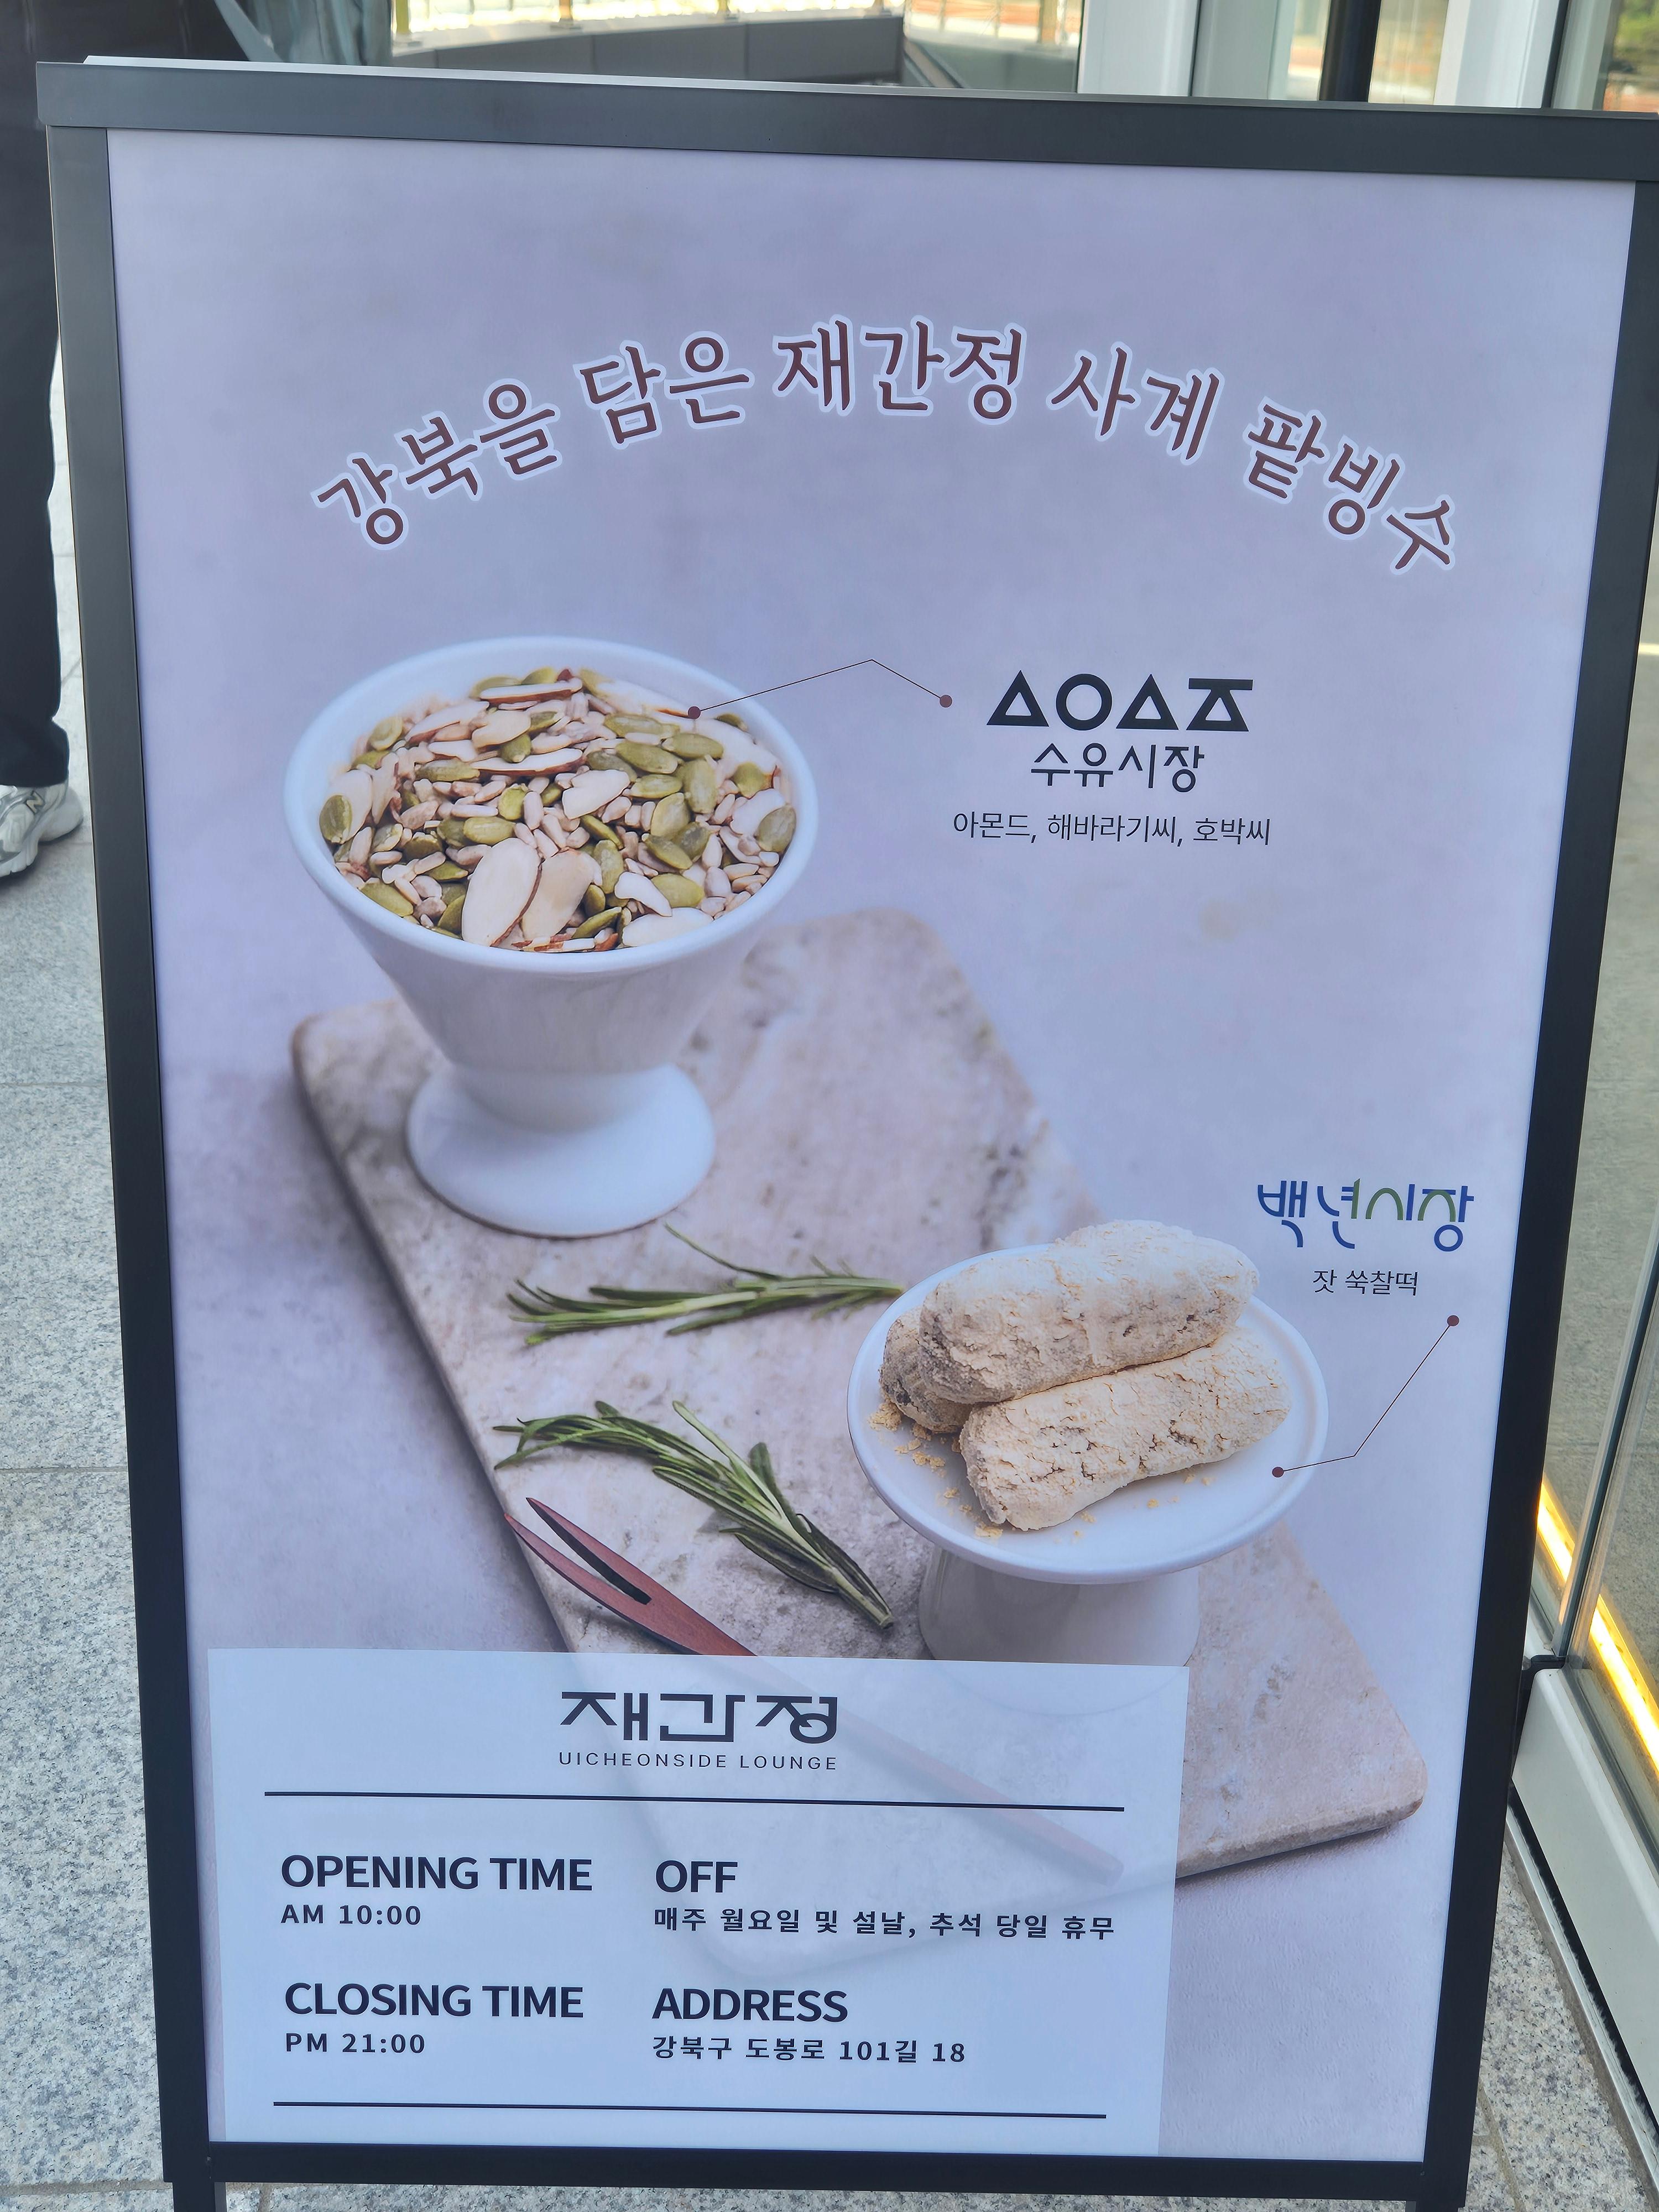 강북을 담은 재간정 사계 팥빙수
ㅅㅇㅅㅈ
수유시장
아몬드, 해바라기씨, 호박씨
백년시장
잣 쑥찰떡
재간정
UICHEONSIDE LOUNGE
OPENING TIME
AM 10:00
OFF
매주 월요일 및 설날, 추석 당일 휴무
CLOSING TIME
PM 21:00
ADDRESS
강북구 도봉로 101길 18